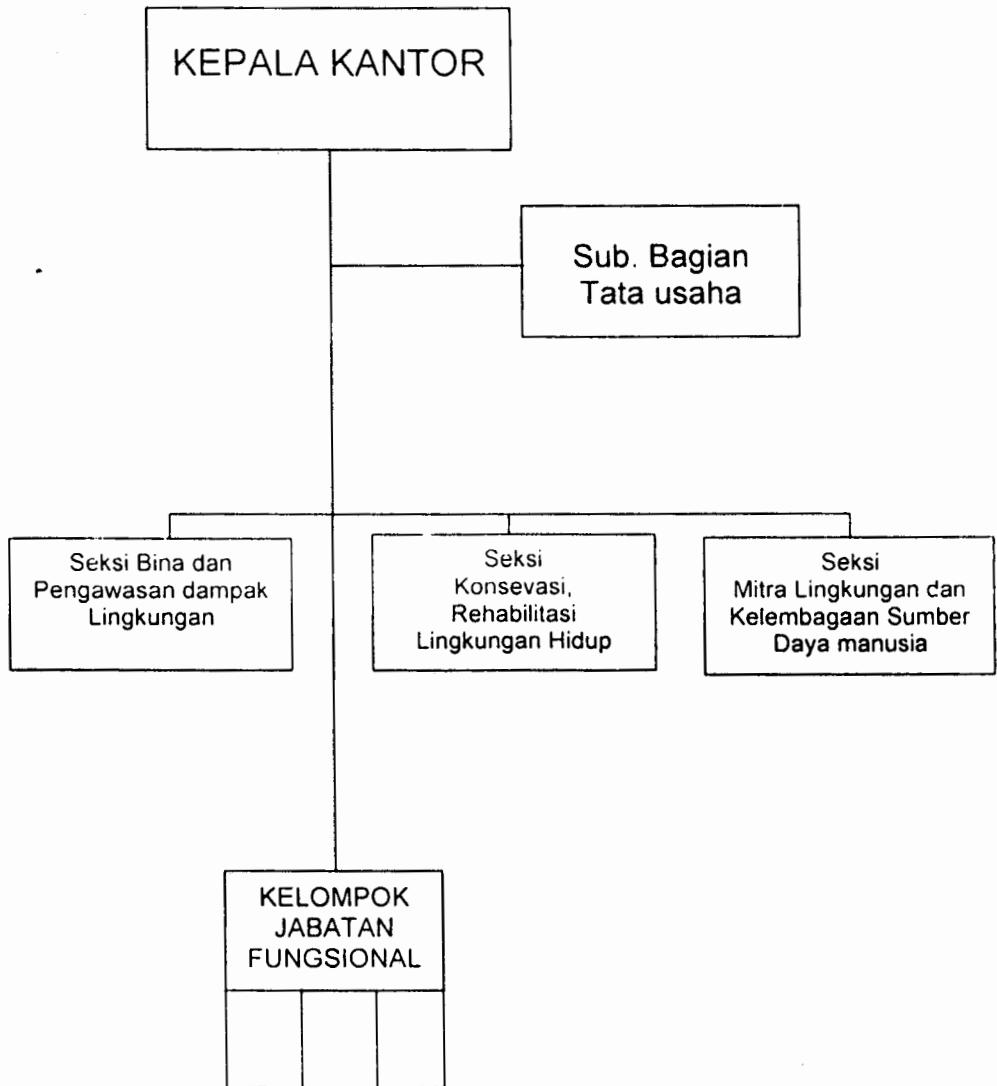 KEPALA KANTOR
Sub. Bagian
Tata usaha
Seksi Bina dan
Pengawasan dampak
Lingkungan
Seksi
Konsevasi,
Rehabilitasi
Lingkungan Hidup
Seksi
Mitra Lingkungan dan
Kelembagaan Sumber
Daya manusia
KELOMPOK
JABATAN
FUNGSIONAL